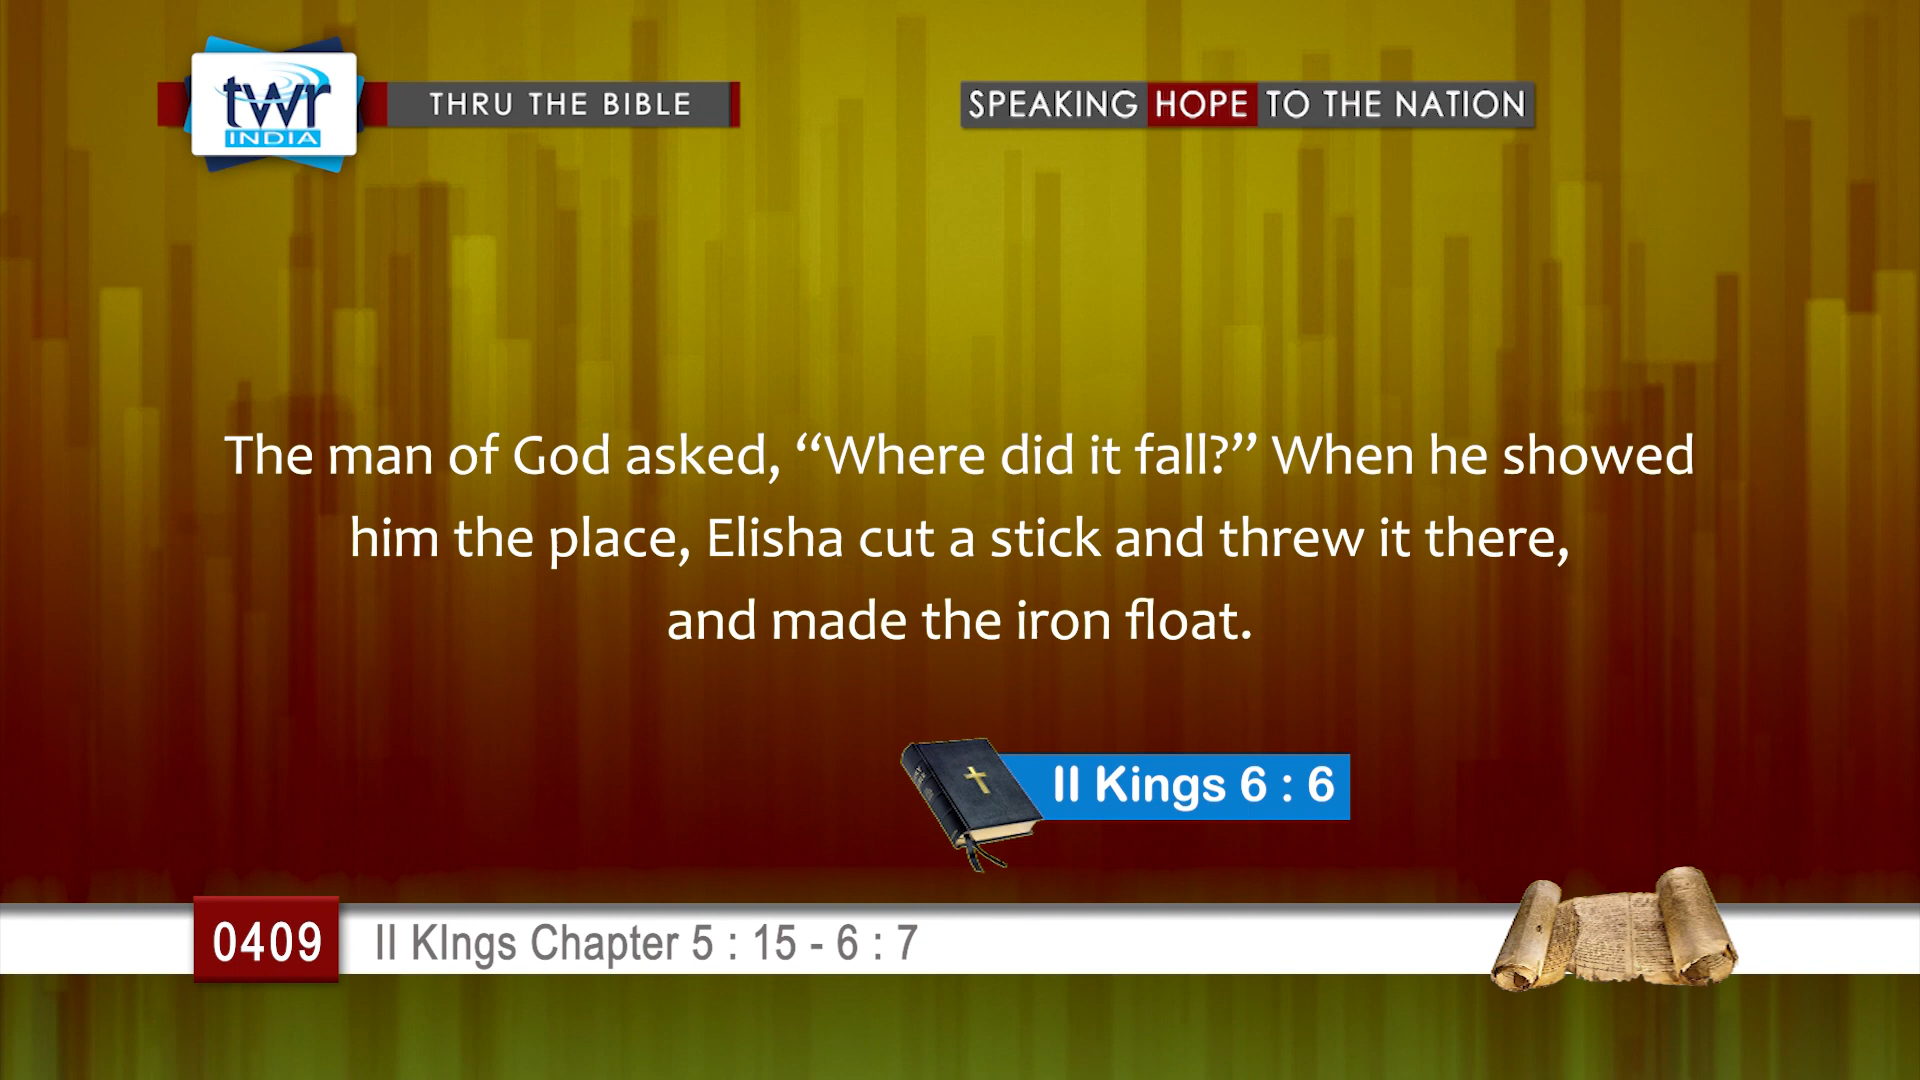 twr
INDIA
THRU THE BIBLE
SPEAKING HOPE TO THE NATION
The man of God asked, “Where did it fall?” When he showed
him the place, Elisha cut a stick and threw it there,
and made the iron float.
II Kings 6 : 6
0409
II KIngs Chapter 5 : 15 - 6 : 7